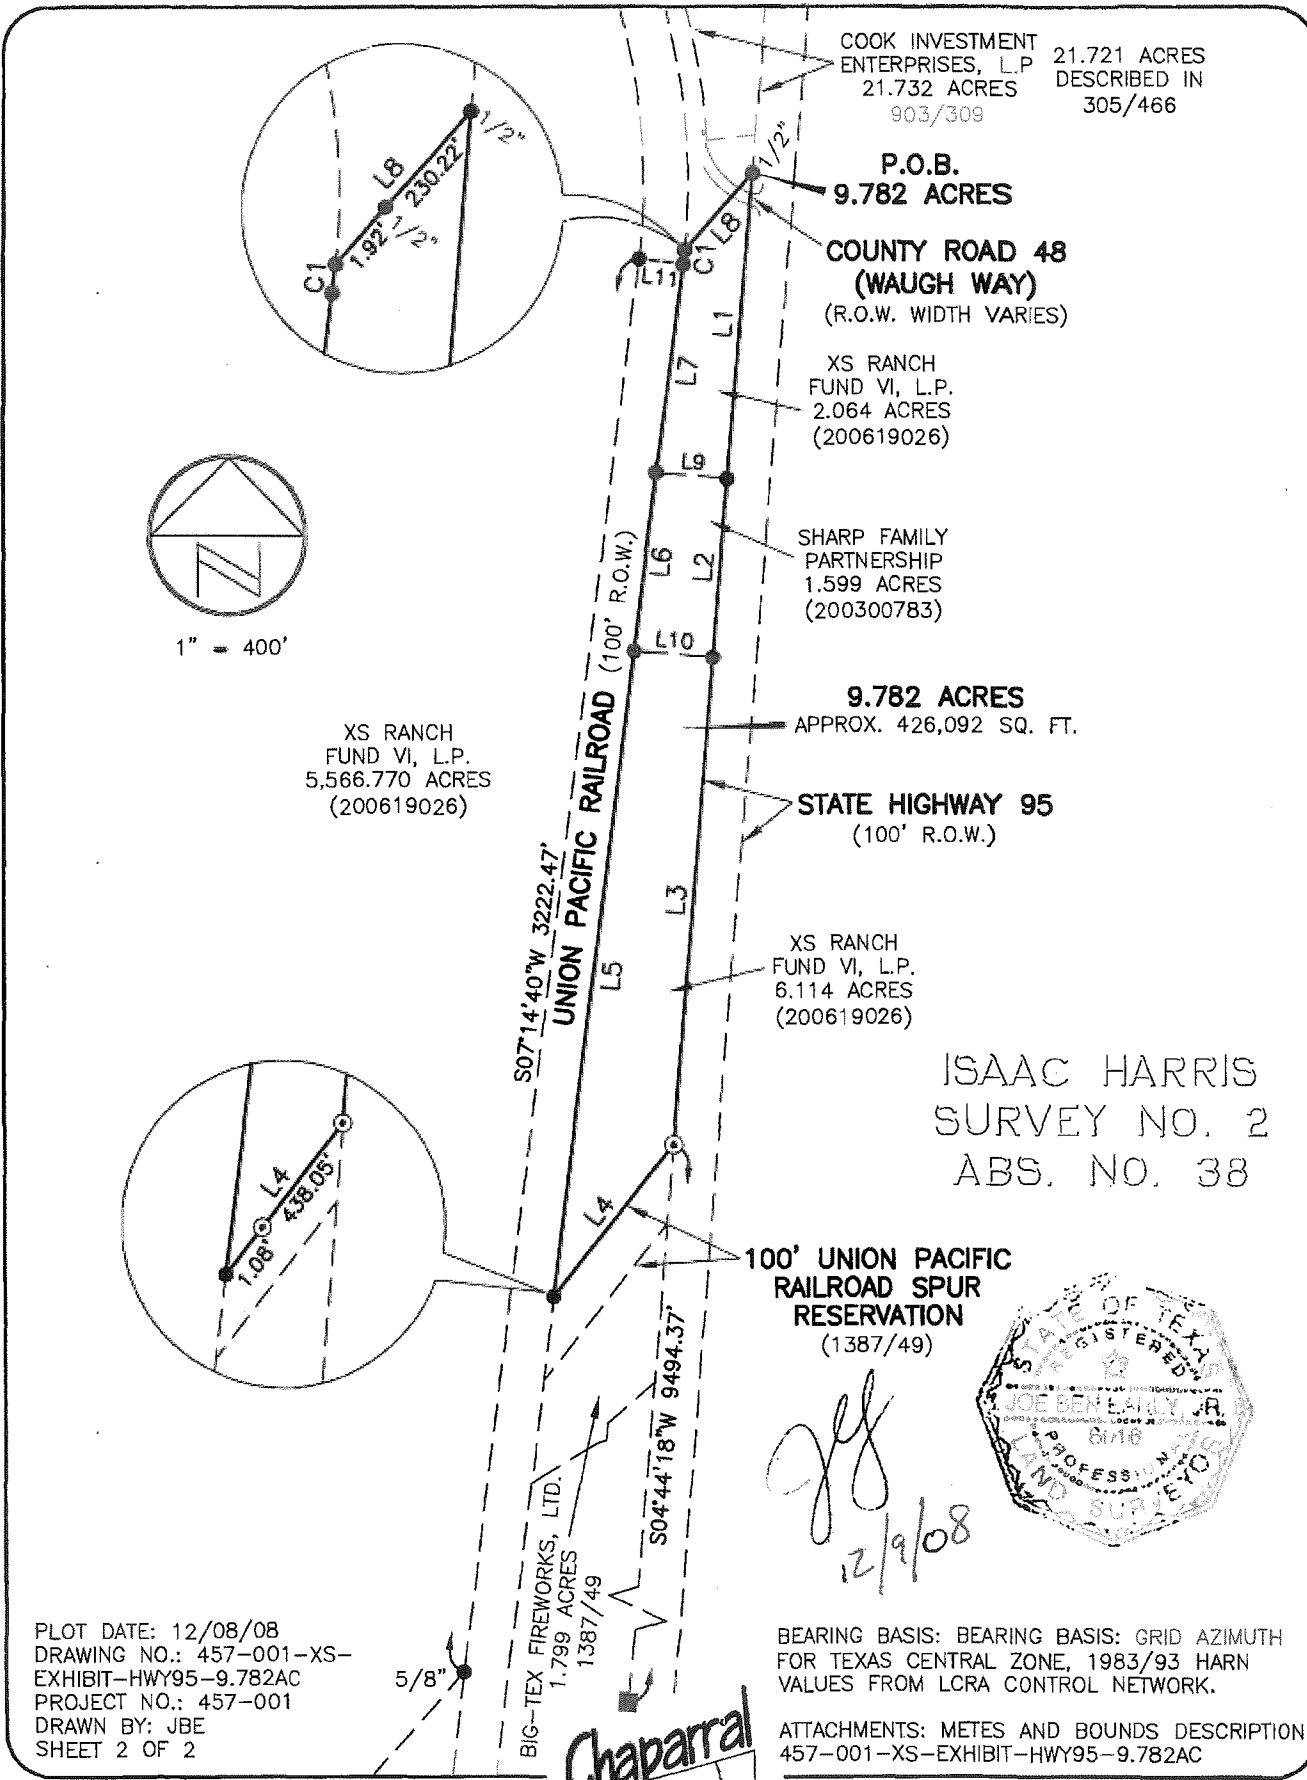 COOK INVESTMENT
ENTERPRISES, L.P
21.732 ACRES
903/309
21.721 ACRES
DESCRIBED IN
305/466
1/2"
P.O.B.
9.782 ACRES
COUNTY ROAD 48
(WAUGH WAY)
(R.O.W. WIDTH VARIES)
1/2"
L8
230.22'
1.92'
1/2"
C1
L8
C1
L11
L1
L7
XS RANCH
FUND VI, L.P.
2.064 ACRES
(200619026)
L9
N
1" = 400'
L6
L2
SHARP FAMILY
PARTNERSHIP
1.599 ACRES
(200300783)
L10
9.782 ACRES
APPROX. 426,092 SQ. FT.
XS RANCH
FUND VI, L.P.
5,566.770 ACRES
(200619026)
UNION PACIFIC RAILROAD (100' R.O.W.)
S07°14'40"W 3222.47'
STATE HIGHWAY 95
(100' R.O.W.)
L3
L5
XS RANCH
FUND VI, L.P.
6.114 ACRES
(200619026)
ISAAC HARRIS
SURVEY NO. 2
ABS. NO. 38
L4
438.05'
1.08'
L4
100' UNION PACIFIC
RAILROAD SPUR
RESERVATION
(1387/49)
S04°44'18"W 9494.37'
STATE OF TEXAS
REGISTERED
JOE BEN EARLY, JR.
6016
PROFESSIONAL
LAND SURVEYOR
12/9/08
BIG-TEX FIREWORKS, LTD.
1.799 ACRES
1387/49
5/8"
PLOT DATE: 12/08/08
DRAWING NO.: 457-001-XS-
EXHIBIT-HWY95-9.782AC
PROJECT NO.: 457-001
DRAWN BY: JBE
SHEET 2 OF 2
Chaparral
BEARING BASIS: BEARING BASIS: GRID AZIMUTH
FOR TEXAS CENTRAL ZONE, 1983/93 HARN
VALUES FROM LCRA CONTROL NETWORK.
ATTACHMENTS: METES AND BOUNDS DESCRIPTION
457-001-XS-EXHIBIT-HWY95-9.782AC